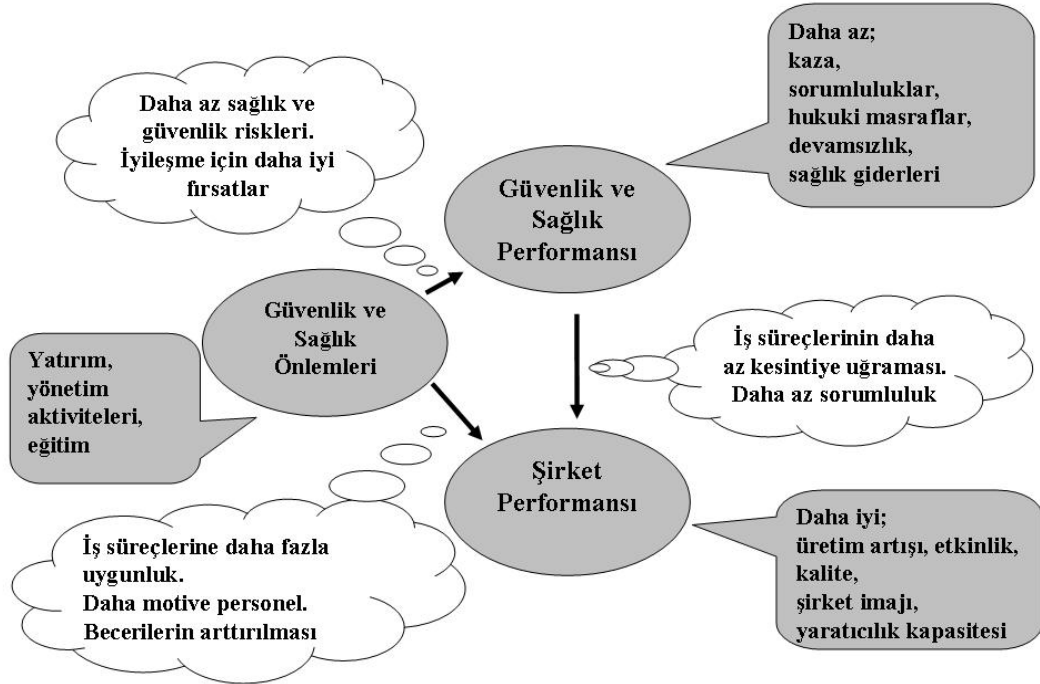 Daha az sağlık ve
güvenlik riskleri.
İyileşme için daha iyi
fırsatlar
Daha az;
kaza,
sorumluluklar,
hukuki masraflar,
devamsızlık,
sağlık giderleri
Güvenlik ve
Sağlık
Performansı
Güvenlik ve
Sağlık
Önlemleri
Yatırım,
yönetim
aktiviteleri,
eğitim
İş süreçlerinin daha
az kesintiye uğraması.
Daha az sorumluluk
Şirket
Performansı
İş süreçlerine daha fazla
uygunluk.
Daha motive personel.
Becerilerin arttırılması
Daha iyi;
üretim artışı, etkinlik,
kalite,
şirket imajı,
yaratıcılık kapasitesi